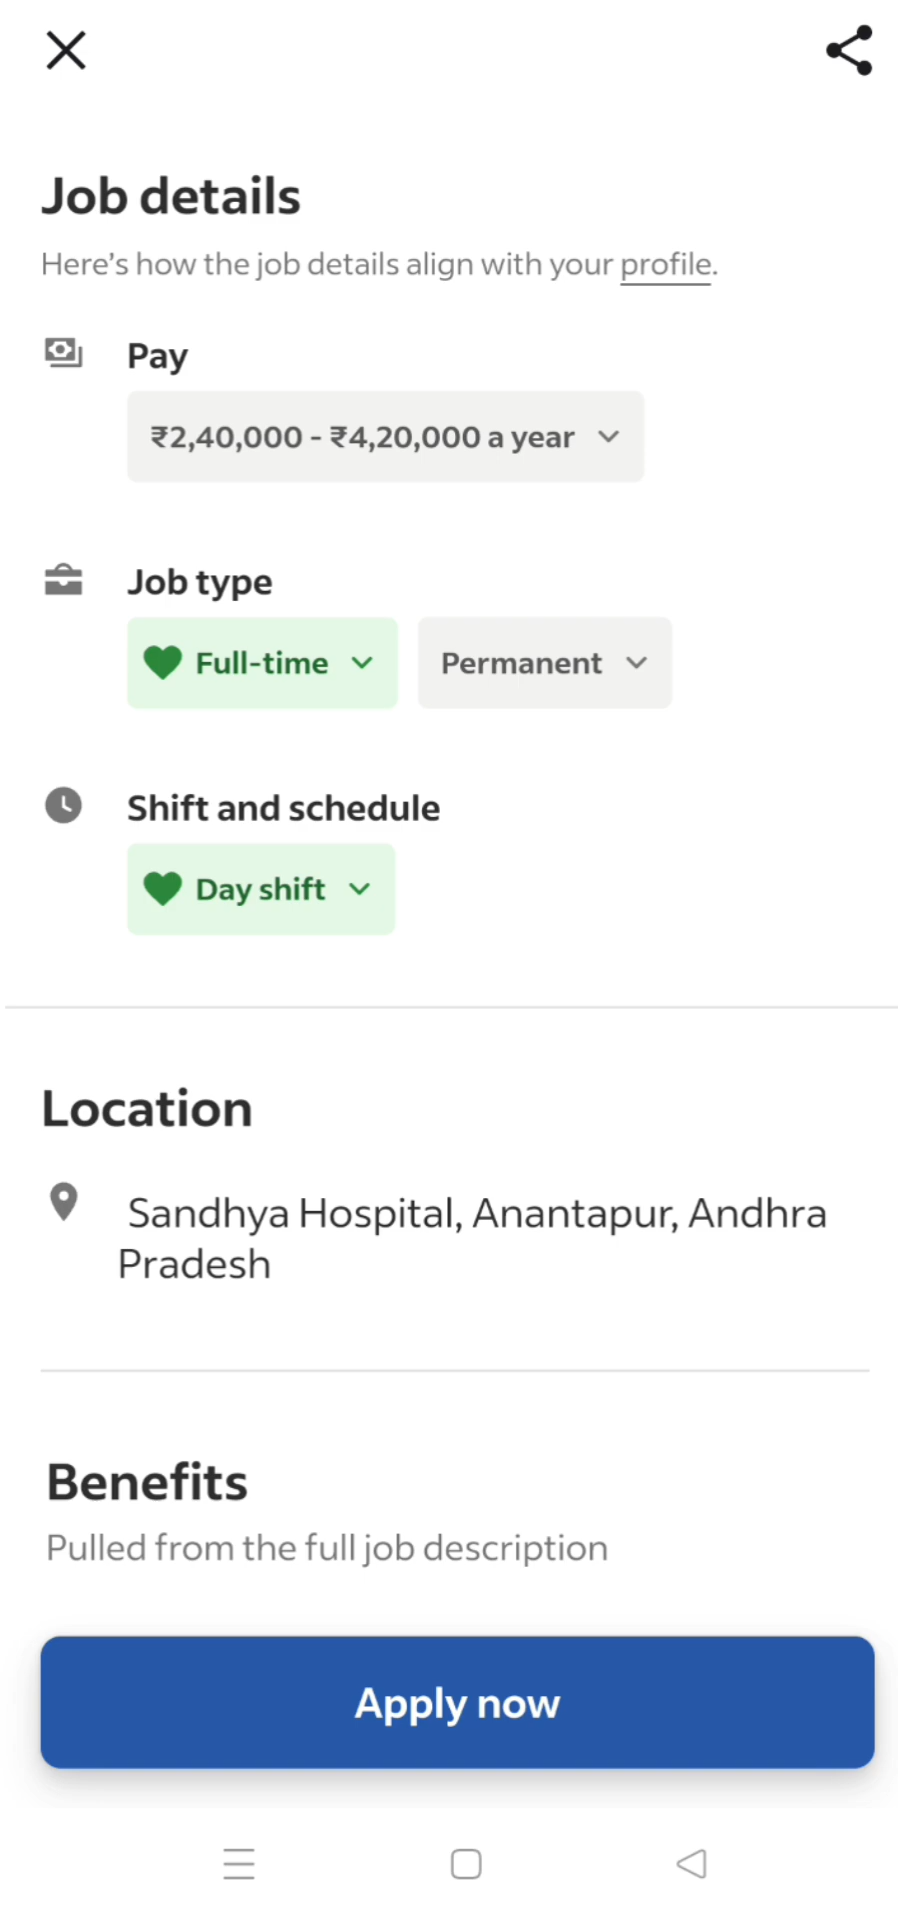 Job details
Here's how the job details align with your profile.
Pay
₹2,40,000 - ₹4,20,000 a year
Job type
Full-time
Permanent
Shift and schedule
Day shift
Location
Sandhya Hospital, Anantapur, Andhra
Pradesh
Benefits
Pulled from the full job description
Apply now